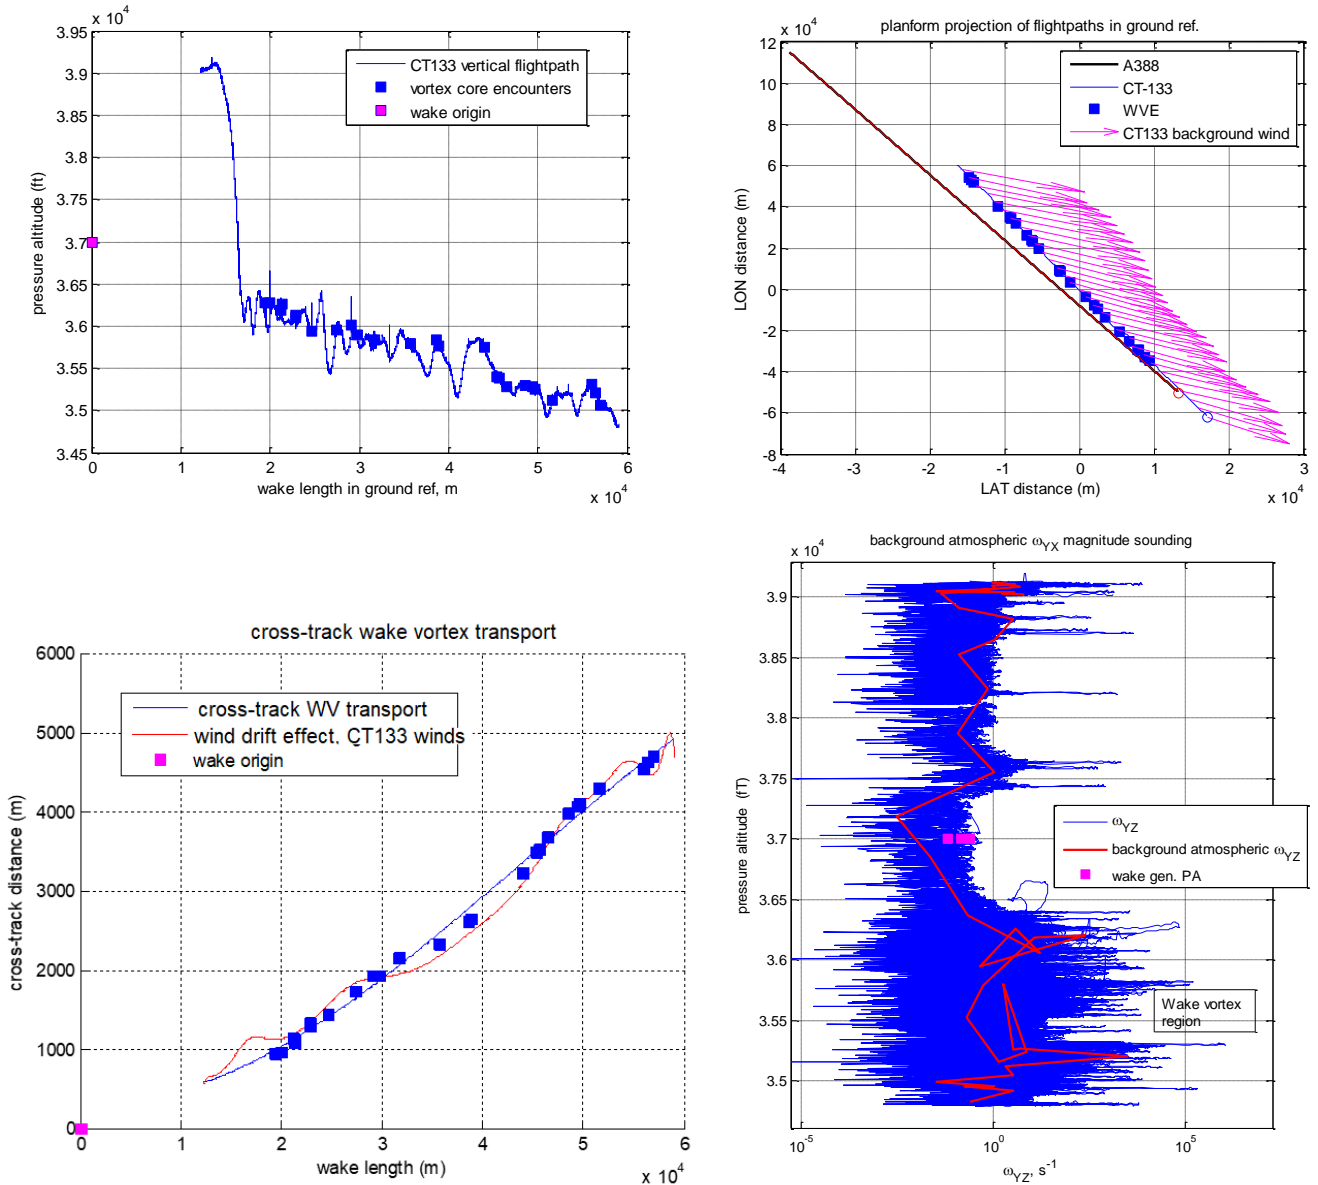 x 10^4
3.95
3.9
3.85
3.8
3.75
3.7
3.65
3.6
3.55
3.5
3.45
pressure altitude (ft)
CT133 vertical flightpath
vortex core encounters
wake origin
0 1 2 3 4 5 6
wake length in ground ref, m
x 10^4
planform projection of flightpaths in ground ref.
x 10^4
12
10
8
6
4
2
0
-2
-4
-6
-8
LON distance (m)
A388
CT-133
WVE
CT133 background wind
-4 -3 -2 -1 0 1 2 3
LAT distance (m)
x 10^4
cross-track wake vortex transport
6000
5000
4000
3000
2000
1000
0
cross-track distance (m)
cross-track WV transport
wind drift effect, CT133 winds
wake origin
0 1 2 3 4 5 6
wake length (m)
x 10^4
background atmospheric ω_YX magnitude sounding
x 10^4
3.9
3.85
3.8
3.75
3.7
3.65
3.6
3.55
3.5
pressure altitude (fT)
ω_YZ
background atmospheric ω_YZ
wake gen. PA
Wake vortex
region
10^-5 10^0 10^5
ω_YZ, s^-1